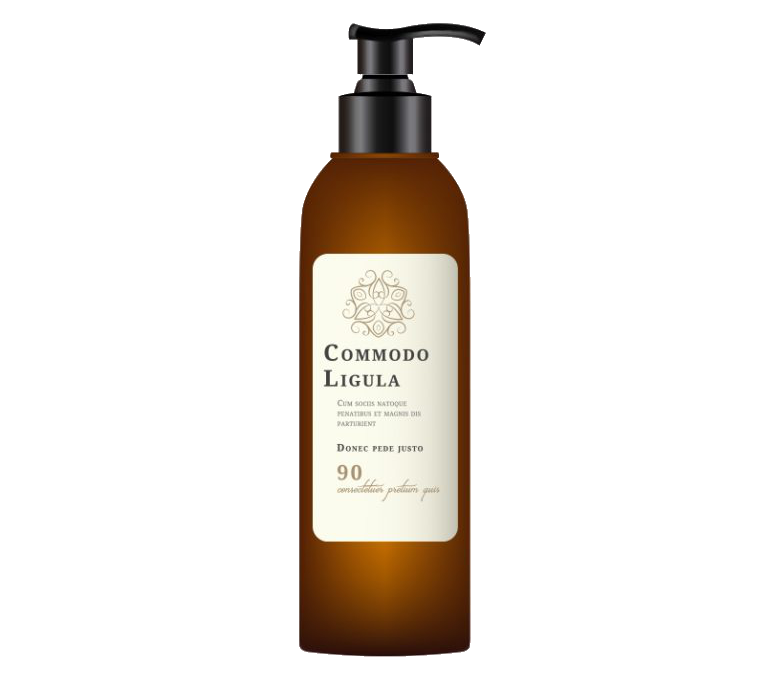 Commodo
Ligula
Cum sociis natoque
penatibus et magnis dis
parturient
Donec pede justo
90
consectetuer pretium quis